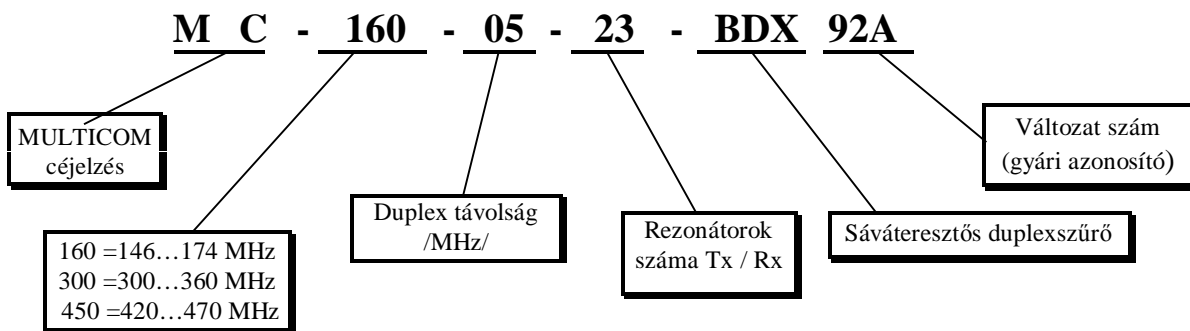 M C - 160 - 05 - 23 - BDX 92A
MULTICOM
céjelzés
160 =146…174 MHz
300 =300…360 MHz
450 =420…470 MHz
Duplex távolság
/MHz/
Rezonátorok
száma Tx / Rx
Sáváteresztős duplexszűrő
Változat szám
(gyári azonosító)